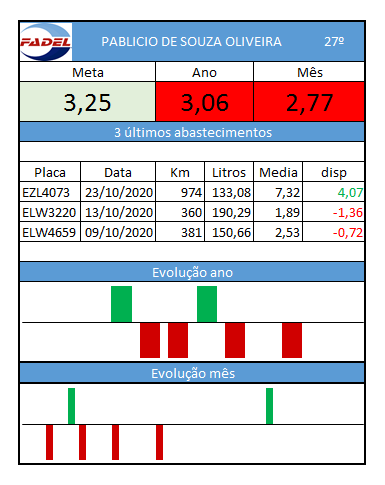 FADEL PABLICIO DE SOUZA OLIVEIRA 27º
Meta Ano Mês
3,25 3,06 2,77
3 últimos abastecimentos
Placa Data Km Litros Media disp
EZL4073 23/10/2020 974 133,08 7,32 4,07
ELW3220 13/10/2020 360 190,29 1,89 -1,36
ELW4659 09/10/2020 381 150,66 2,53 -0,72
Evolução ano
Evolução mês